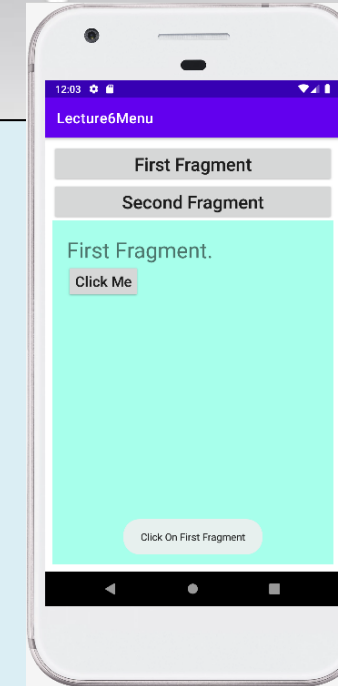 12:03
Lecture6Menu
First Fragment
Second Fragment
First Fragment.
Click Me
Click On First Fragment